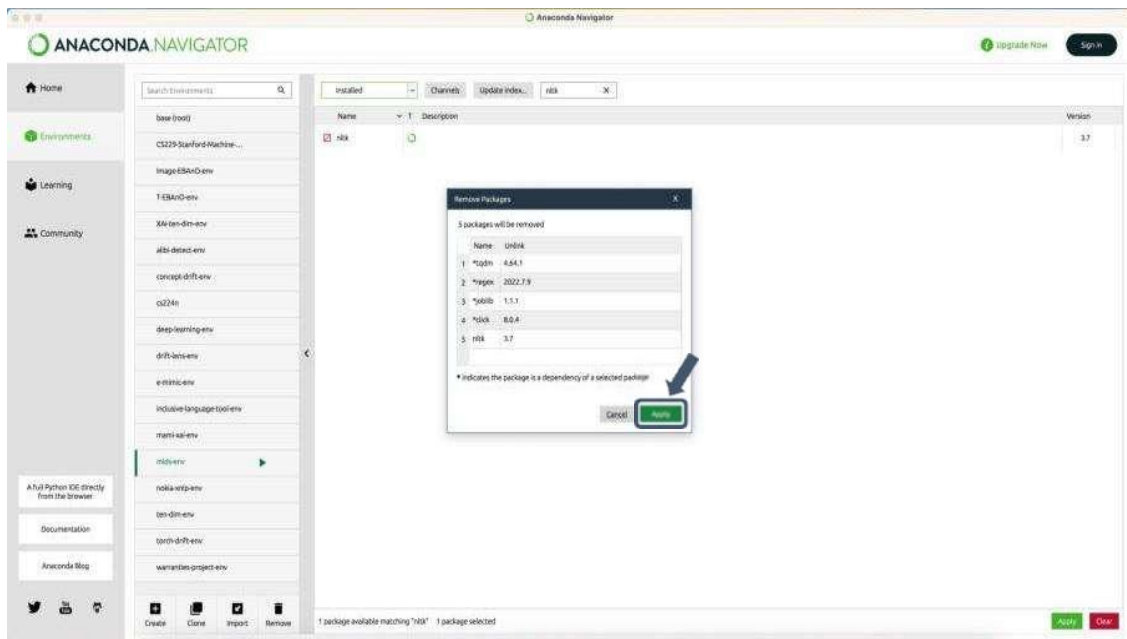 Anaconda Navigator
ANACONDA.NAVIGATOR
Upgrade Now
Sign in
Home
Environments
Learning
Community
A full Python IDE directly
from the browser
Documentation
Anaconda Blog
Search Environments
base (root)
CS229-Stanford-Machine-...
Image-EBAnO-env
T-EBAnO-env
XAI-ten-dim-env
alibi-detect-env
concept-drift-env
cs224n
deep-learning-env
drift-lens-env
e-mimic-env
inclusive-language-tool-env
mami-xai-env
mlds-env
nokia-xnlp-env
ten-dim-env
torch-drift-env
warranties-project-env
Create
Clone
Import
Remove
Installed
Channels
Update index...
nltk
X
Name
T
Description
Version
nltk
3.7
Remove Packages
X
5 packages will be removed
Name Unlink
1 *tqdm 4.64.1
2 *regex 2022.7.9
3 *joblib 1.1.1
4 *click 8.0.4
5 nltk 3.7
* indicates the package is a dependency of a selected package
Cancel
Apply
1 package available matching "nltk" 1 package selected
Apply
Clear